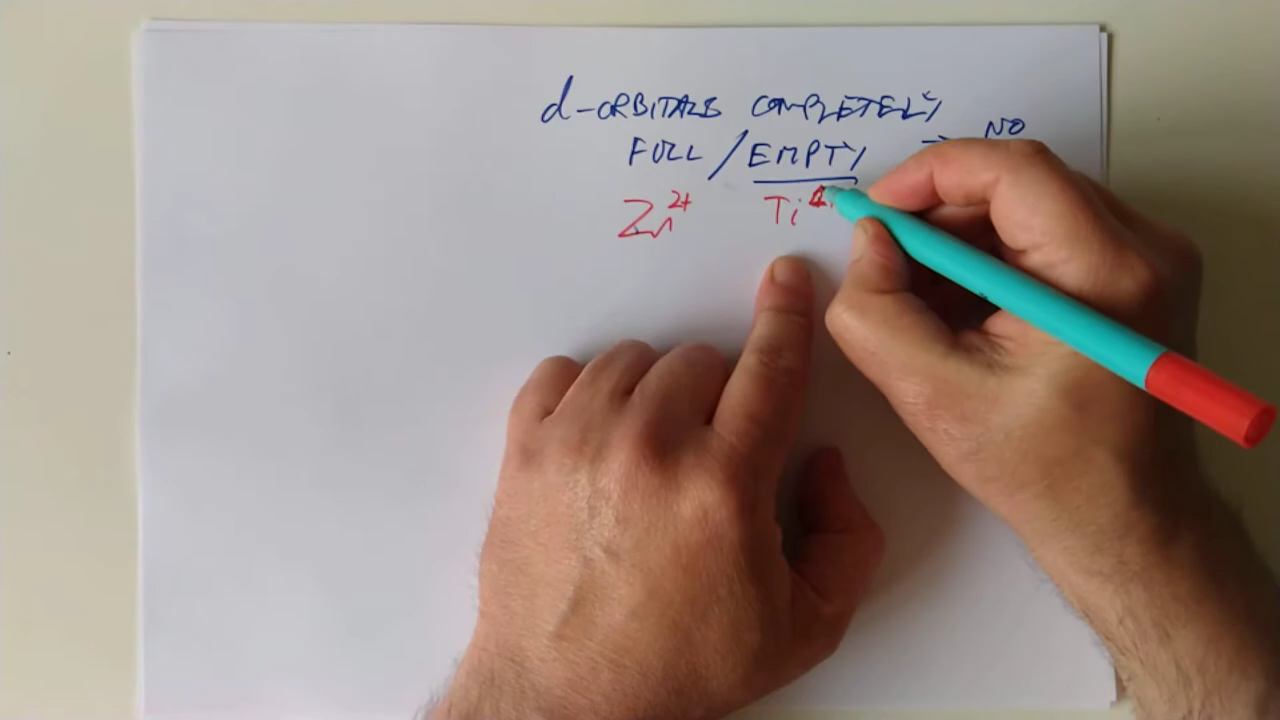 d-ORBITALS COMPLETELY
FULL / EMPTY → NO
Zn²⁺ Ti